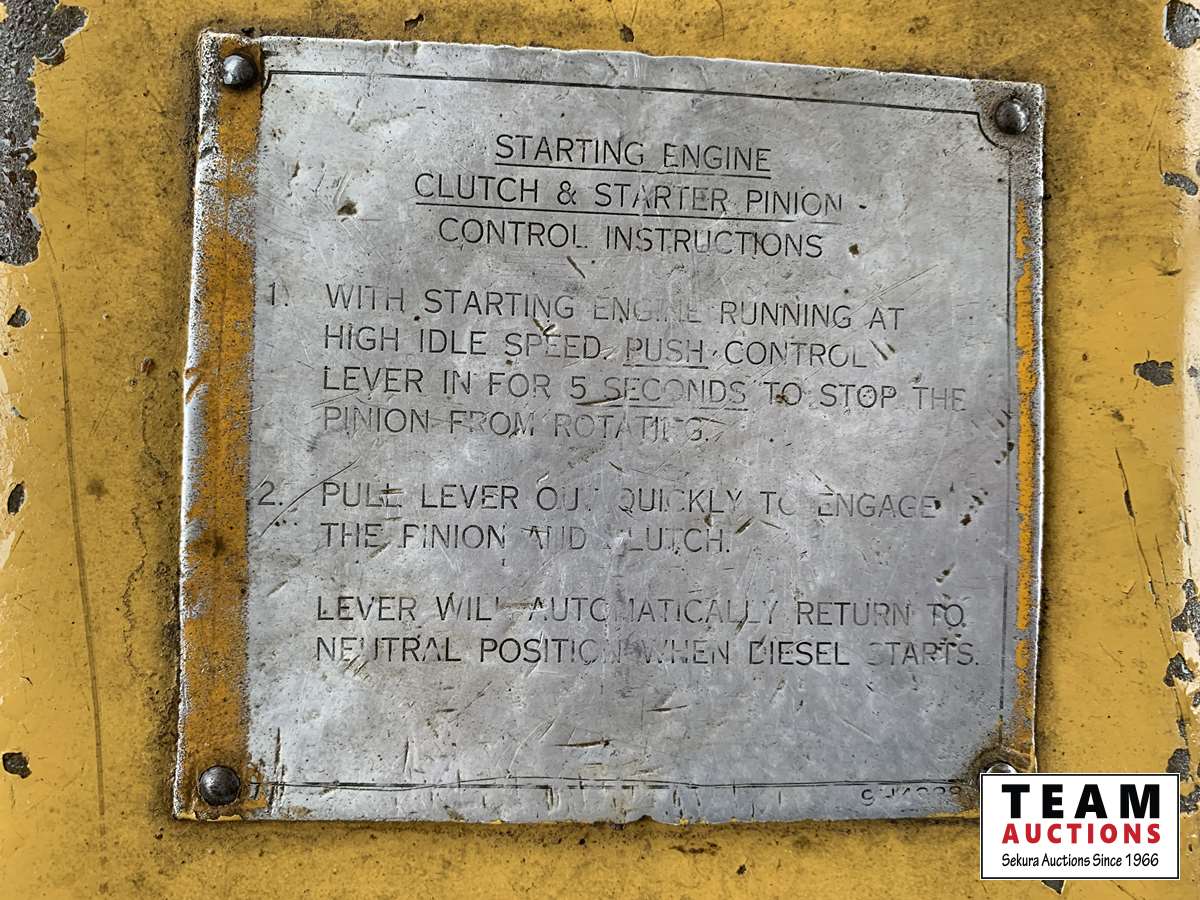 STARTING ENGINE
CLUTCH & STARTER PINION
CONTROL INSTRUCTIONS
1. WITH STARTING ENGINE RUNNING AT
HIGH IDLE SPEED, PUSH CONTROL
LEVER IN FOR 5 SECONDS TO STOP THE
PINION FROM ROTATING.
2. PULL LEVER OUT QUICKLY TO ENGAGE
THE PINION AND CLUTCH.
LEVER WILL AUTOMATICALLY RETURN TO
NEUTRAL POSITION WHEN DIESEL STARTS.
TEAM
AUCTIONS
Sekura Auctions Since 1966